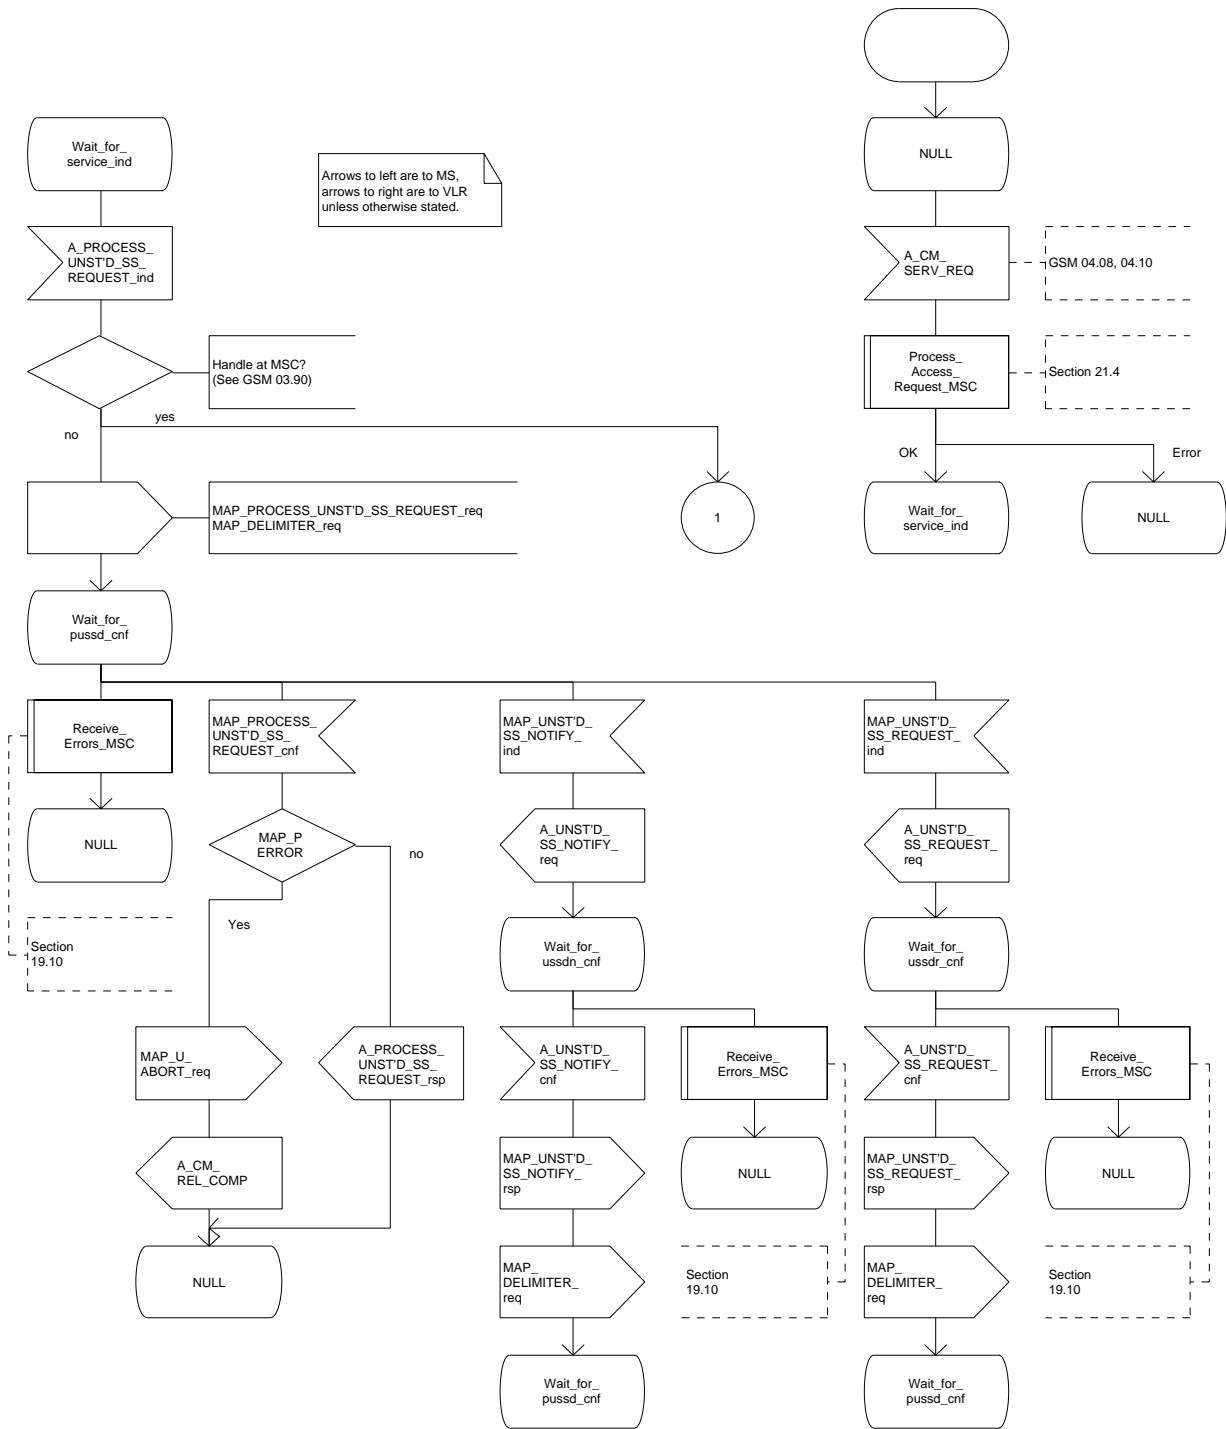 NULL
Wait_for_
service_ind
Arrows to left are to MS,
arrows to right are to VLR
unless otherwise stated.
A_PROCESS_
UNST'D_SS_
REQUEST_ind
A_CM_
SERV_REQ
GSM 04.08, 04.10
Handle at MSC?
(See GSM 03.90)
Process_
Access_
Request_MSC
Section 21.4
yes
no
OK
Error
MAP_PROCESS_UNST'D_SS_REQUEST_req
MAP_DELIMITER_req
1
Wait_for_
service_ind
NULL
Wait_for_
pussd_cnf
Receive_
Errors_MSC
MAP_PROCESS_
UNST'D_SS_
REQUEST_cnf
MAP_UNST'D_
SS_NOTIFY_
ind
MAP_UNST'D_
SS_REQUEST_
ind
NULL
MAP_P
ERROR
no
A_UNST'D_
SS_NOTIFY_
req
A_UNST'D_
SS_REQUEST_
req
Yes
Section
19.10
Wait_for_
ussdn_cnf
Wait_for_
ussdr_cnf
MAP_U_
ABORT_req
A_PROCESS_
UNST'D_SS_
REQUEST_rsp
A_UNST'D_
SS_NOTIFY_
cnf
Receive_
Errors_MSC
A_UNST'D_
SS_REQUEST_
cnf
Receive_
Errors_MSC
A_CM_
REL_COMP
MAP_UNST'D_
SS_NOTIFY_
rsp
NULL
MAP_UNST'D_
SS_REQUEST_
rsp
NULL
NULL
MAP_
DELIMITER_
req
Section
19.10
MAP_
DELIMITER_
req
Section
19.10
Wait_for_
pussd_cnf
Wait_for_
pussd_cnf